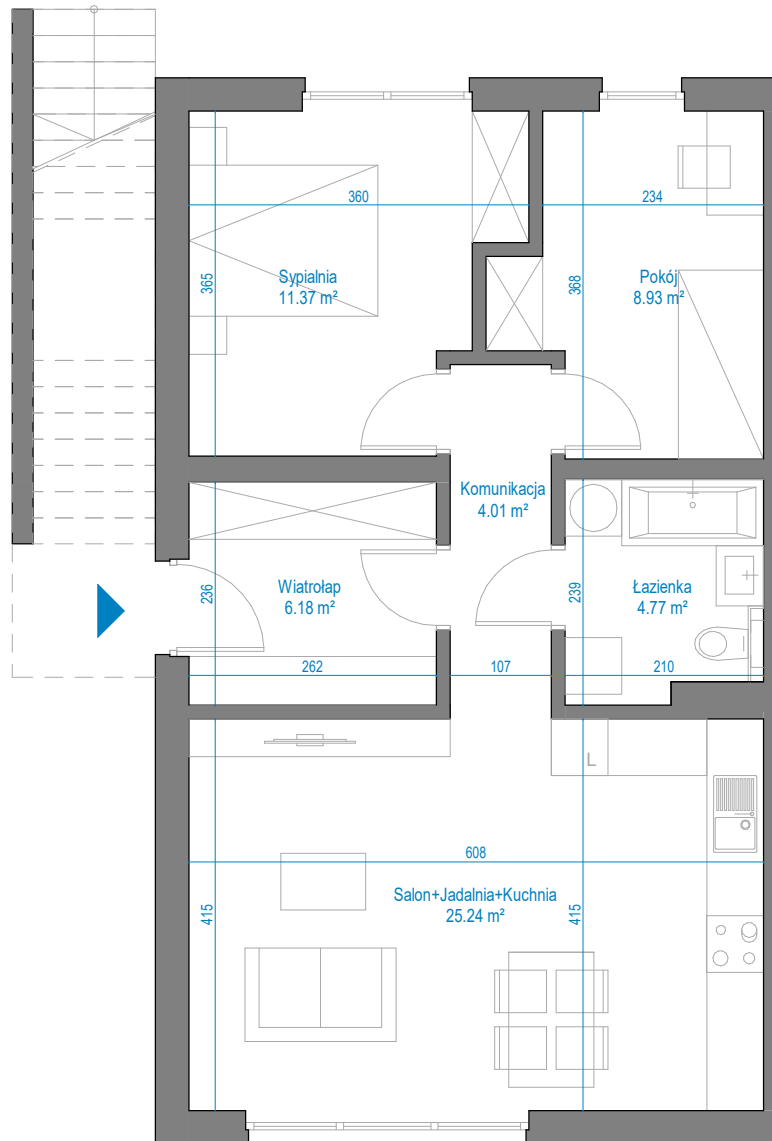 360
234
365
Sypialnia
11.37 m²
368
Pokój
8.93 m²
Komunikacja
4.01 m²
236
Wiatrołap
6.18 m²
239
Łazienka
4.77 m²
262
107
210
L
608
415
Salon+Jadalnia+Kuchnia
25.24 m²
415